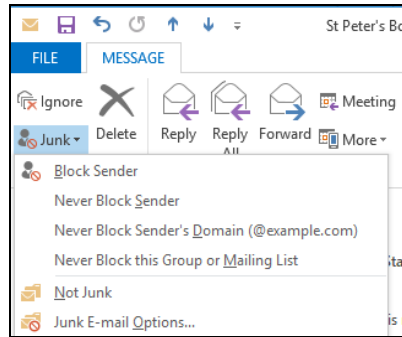 St Peter's Bo
FILE MESSAGE
Ignore Meeting
Junk Delete Reply Reply Forward More
All
Block Sender
Never Block Sender
Never Block Sender's Domain (@example.com)
Never Block this Group or Mailing List
Not Junk
Junk E-mail Options...
is